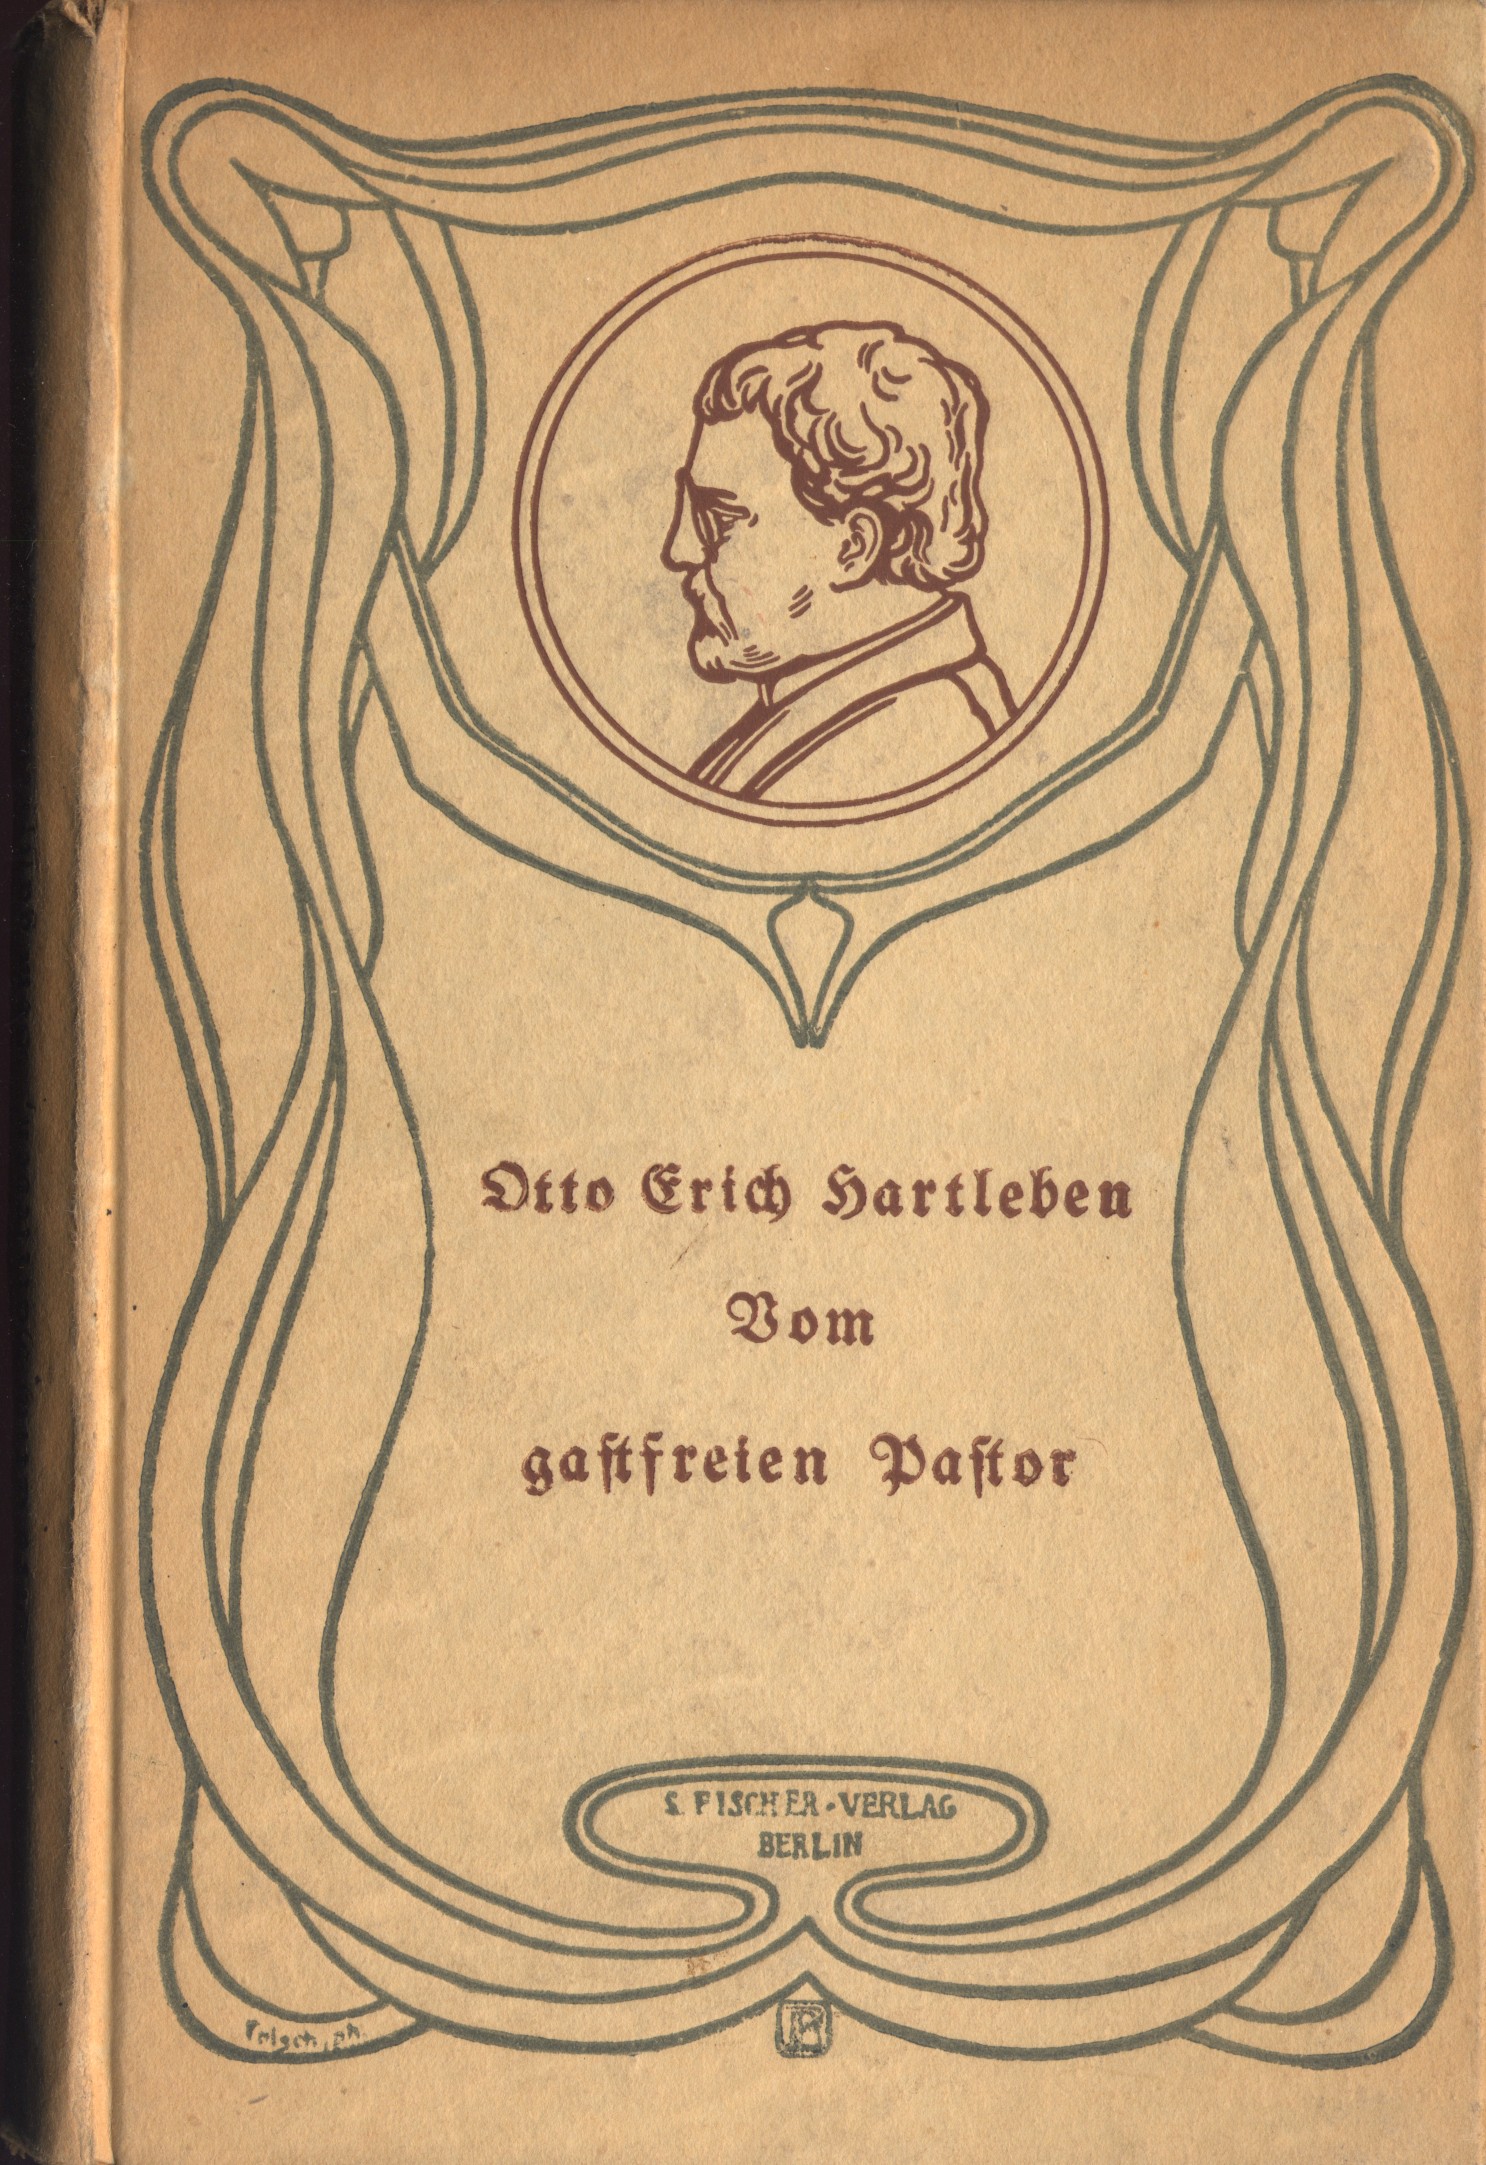 Otto Erich Hartleben
Vom
gaſtfreien Paſtor
S. FISCHER-VERLAG
BERLIN